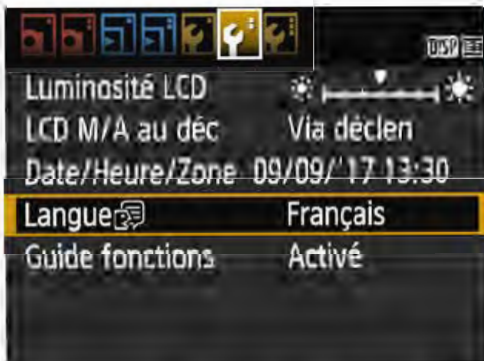 DISP
Luminosité LCD
LCD M/A au déc Via déclen
Date/Heure/Zone 09/09/'17 13:30
Langue Français
Guide fonctions Activé